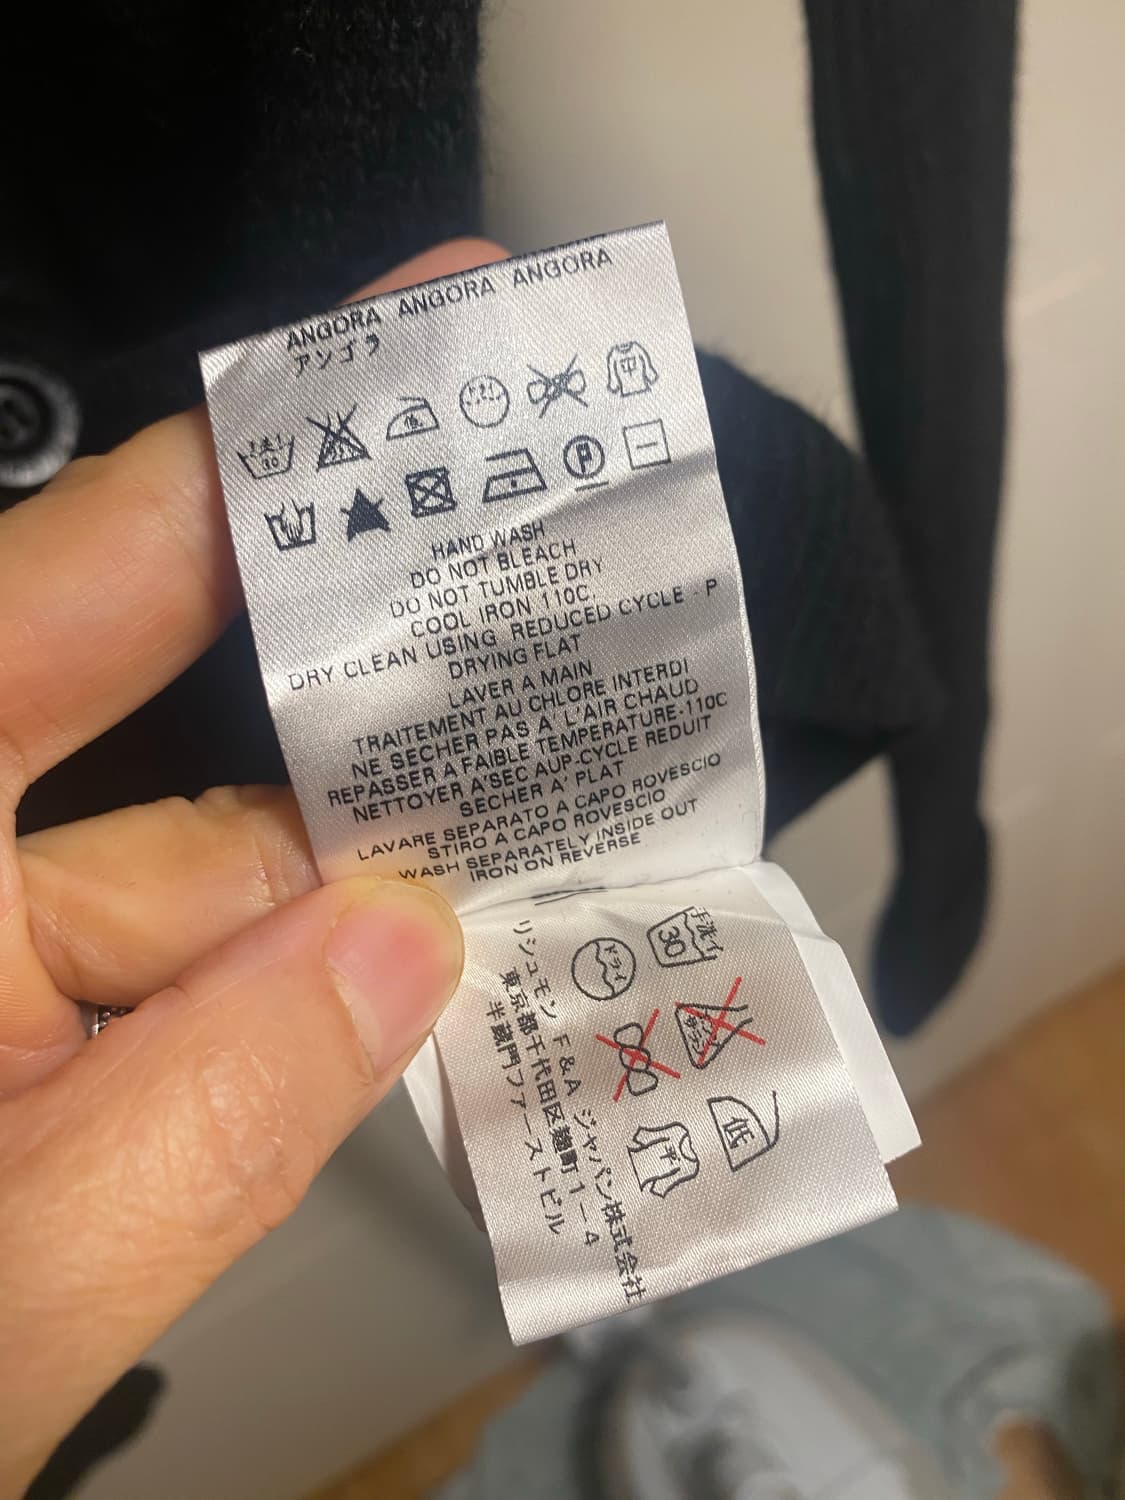 ANGORA ANGORA ANGORA
アンゴラ
30
低
平
P
HAND WASH
DO NOT BLEACH
DO NOT TUMBLE DRY
COOL IRON 110C.
DRY CLEAN USING REDUCED CYCLE - P
DRYING FLAT
LAVER A MAIN
TRAITEMENT AU CHLORE INTERDI
NE SECHER PAS A' L'AIR CHAUD
REPASSER A FAIBLE TEMPERATURE-110C
NETTOYER A'SEC AUP-CYCLE REDUIT
SECHER A' PLAT
LAVARE SEPARATO A CAPO ROVESCIO
STIRO A CAPO ROVESCIO
WASH SEPARATELY INSIDE OUT
IRON ON REVERSE
手洗イ
30
低
ドライ
平
リシュモン F&A ジャパン株式会社
東京都千代田区麹町1-4
半蔵門ファーストビル